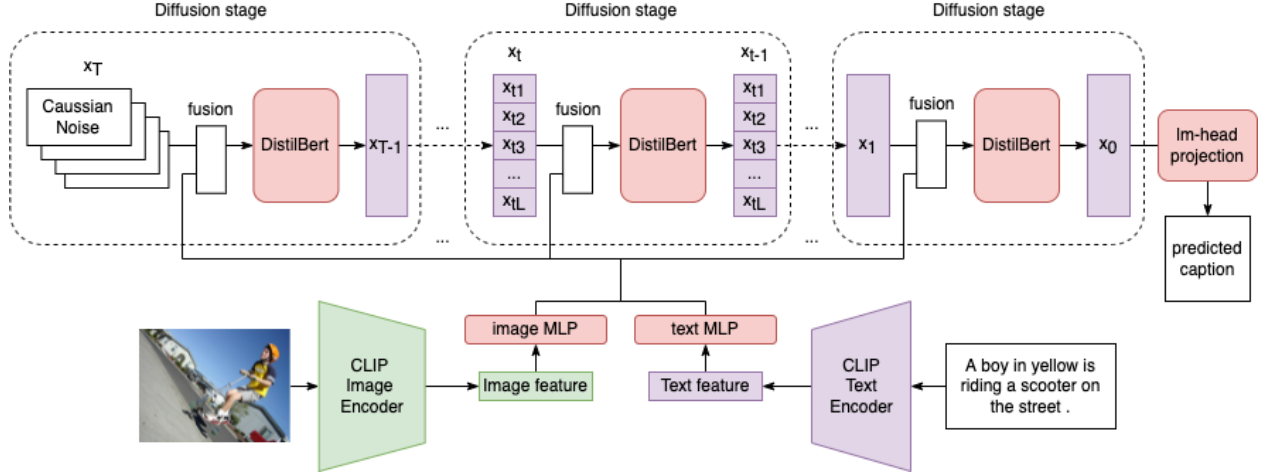 Diffusion stage
Diffusion stage
Diffusion stage
xT
Caussian
Noise
fusion
DistilBert
xT-1
...
...
xt
xt1
xt2
xt3
...
xtL
fusion
DistilBert
xt-1
xt1
xt2
xt3
...
xtL
...
...
x1
fusion
DistilBert
x0
lm-head
projection
predicted
caption
CLIP
Image
Encoder
image MLP
Image feature
text MLP
Text feature
CLIP
Text
Encoder
A boy in yellow is
riding a scooter on
the street .